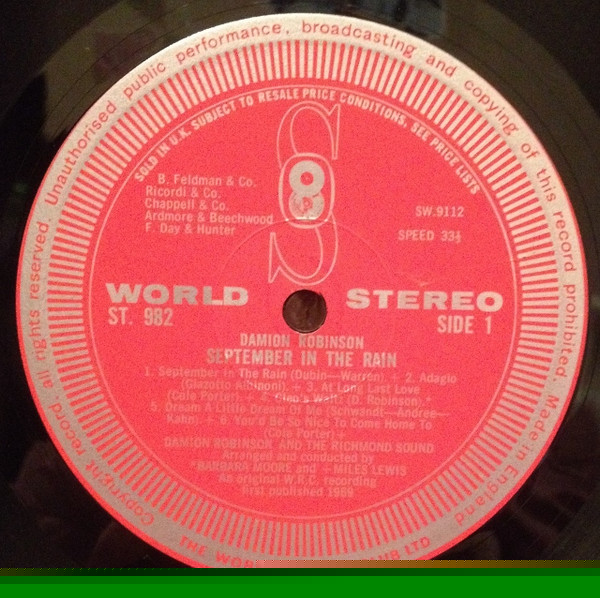 Copyright record. all rights reserved Unauthorised public performance, broadcasting and copying of this record prohibited. Made in England
SOLD IN U.K. SUBJECT TO RESALE PRICE CONDITIONS, SEE PRICE LISTS
B. Feldman & Co.
Ricordi & Co.
Chappell & Co.
Ardmore & Beechwood
F. Day & Hunter
8
SW.9112
SPEED 33⅓
WORLD STEREO
ST. 982 SIDE 1
DAMION ROBINSON
SEPTEMBER IN THE RAIN
1. September In The Rain (Dubin—Warren).+ 2. Adagio
(Giazotto Albinoni).+ 3. At Long Last Love
(Cole Porter).+ 4. Cleo's Waltz (D. Robinson).*
5. Dream A Little Dream Of Me (Schwandt—Andree—
Kahn).+ 6. You'd Be So Nice To Come Home To
(Cole Porter).+
DAMION ROBINSON AND THE RICHMOND SOUND
Arranged and conducted by
*BARBARA MOORE and +MILES LEWIS
An original W.R.C. recording
first published 1969
THE LTD